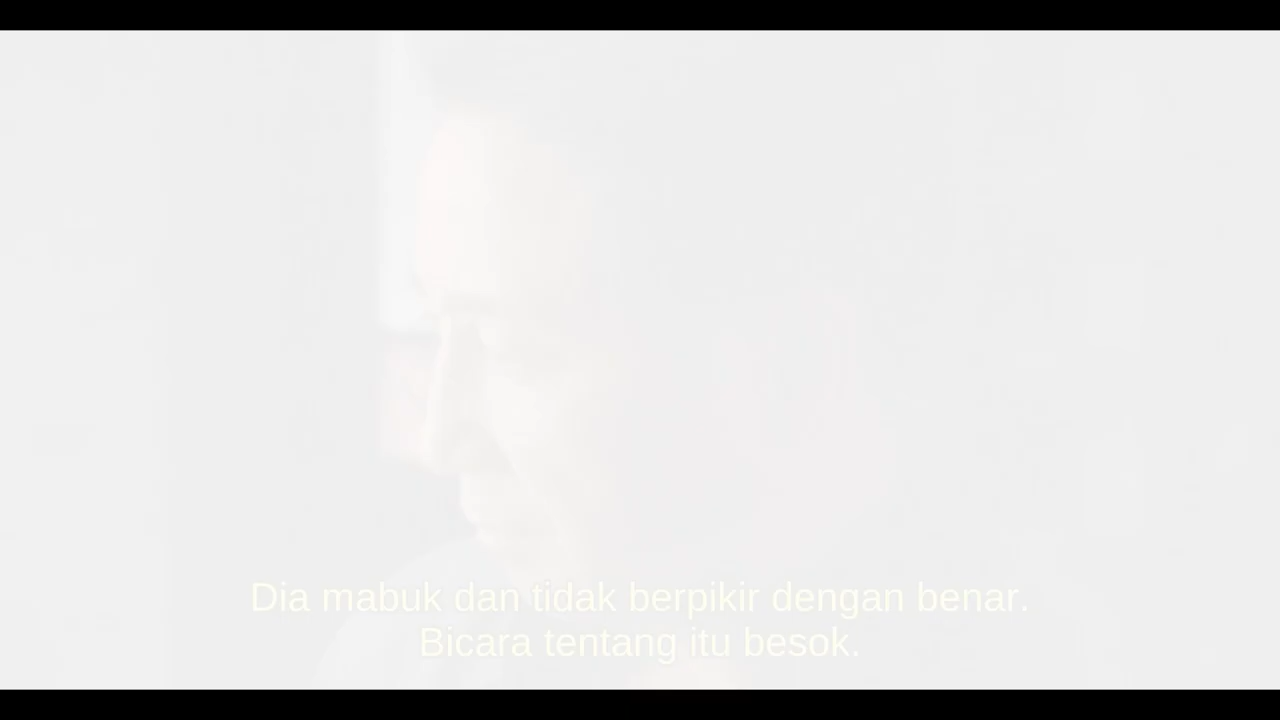 Dia mabuk dan tidak berpikir dengan benar.
Bicara tentang itu besok.